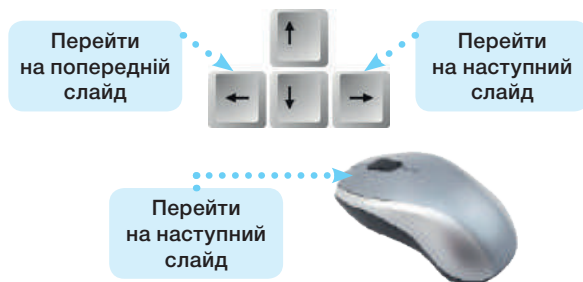 Перейти
на попередній
слайд
Перейти
на наступний
слайд
Перейти
на наступний
слайд